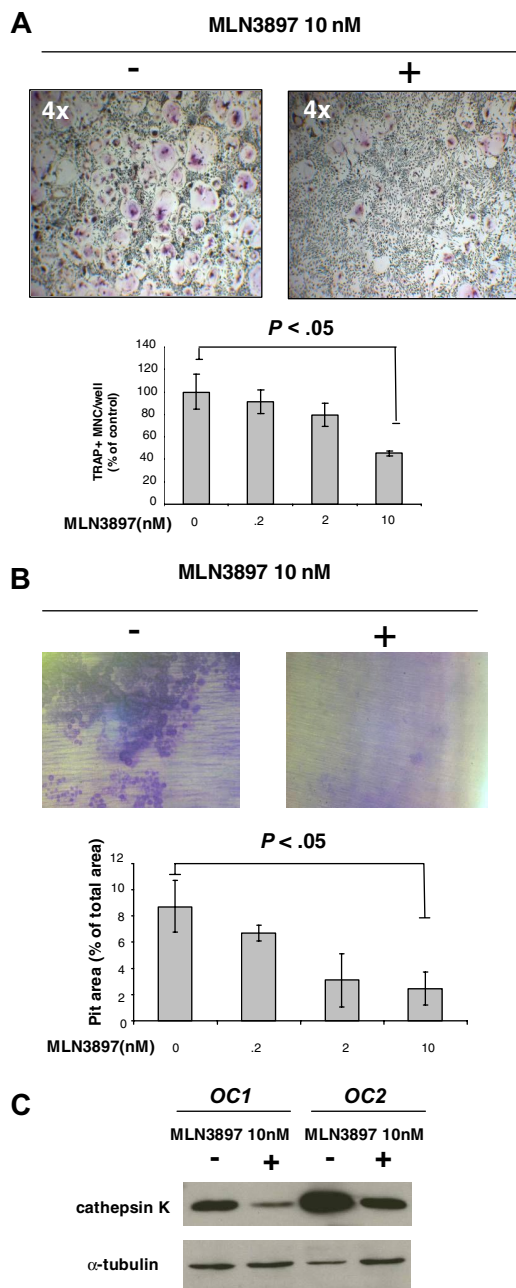 A
MLN3897 10 nM
- +
4x 4x
P < .05
TRAP+ MNC/well
(% of control)
140
120
100
80
60
40
20
0
MLN3897(nM) 0 .2 2 10
B
MLN3897 10 nM
- +
P < .05
Pit area (% of total area)
12
10
8
6
4
2
0
MLN3897(nM) 0 .2 2 10
C
OC1 OC2
MLN3897 10nM MLN3897 10nM
- + - +
cathepsin K
α-tubulin